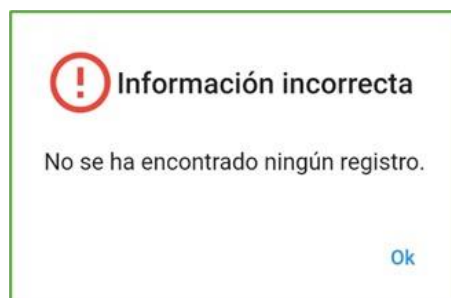 Información incorrecta
No se ha encontrado ningún registro.
Ok